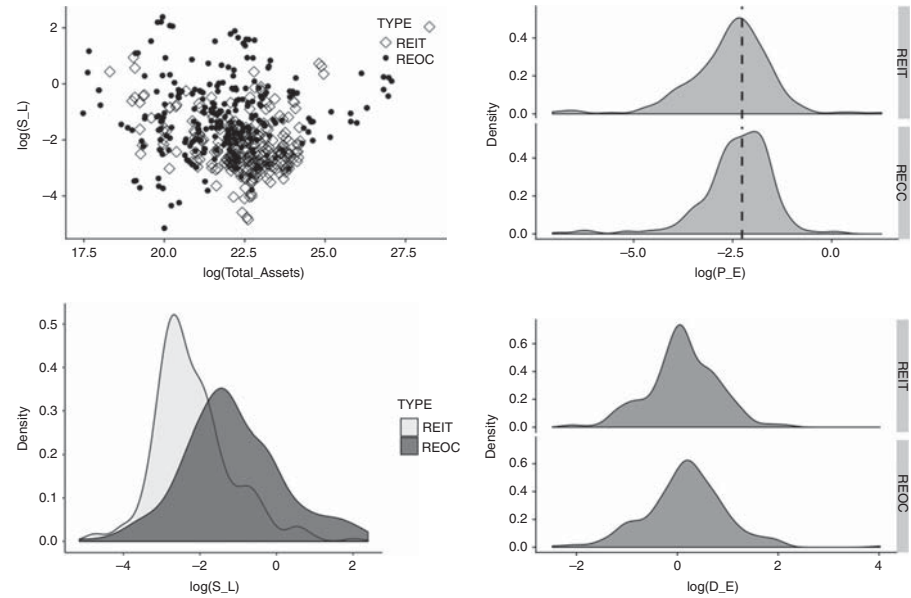 2
0
−2
−4
log(S_L)
17.5 20.0 22.5 25.0 27.5
log(Total_Assets)
TYPE
REIT
REOC
0.4
0.2
0.0
REIT
0.4
0.2
0.0
RECC
Density
−5.0 −2.5 0.0
log(P_E)
0.5
0.4
0.3
0.2
0.1
0.0
Density
−4 −2 0 2
log(S_L)
TYPE
REIT
REOC
0.6
0.4
0.2
0.0
REIT
0.6
0.4
0.2
0.0
REOC
Density
−2 0 2 4
log(D_E)